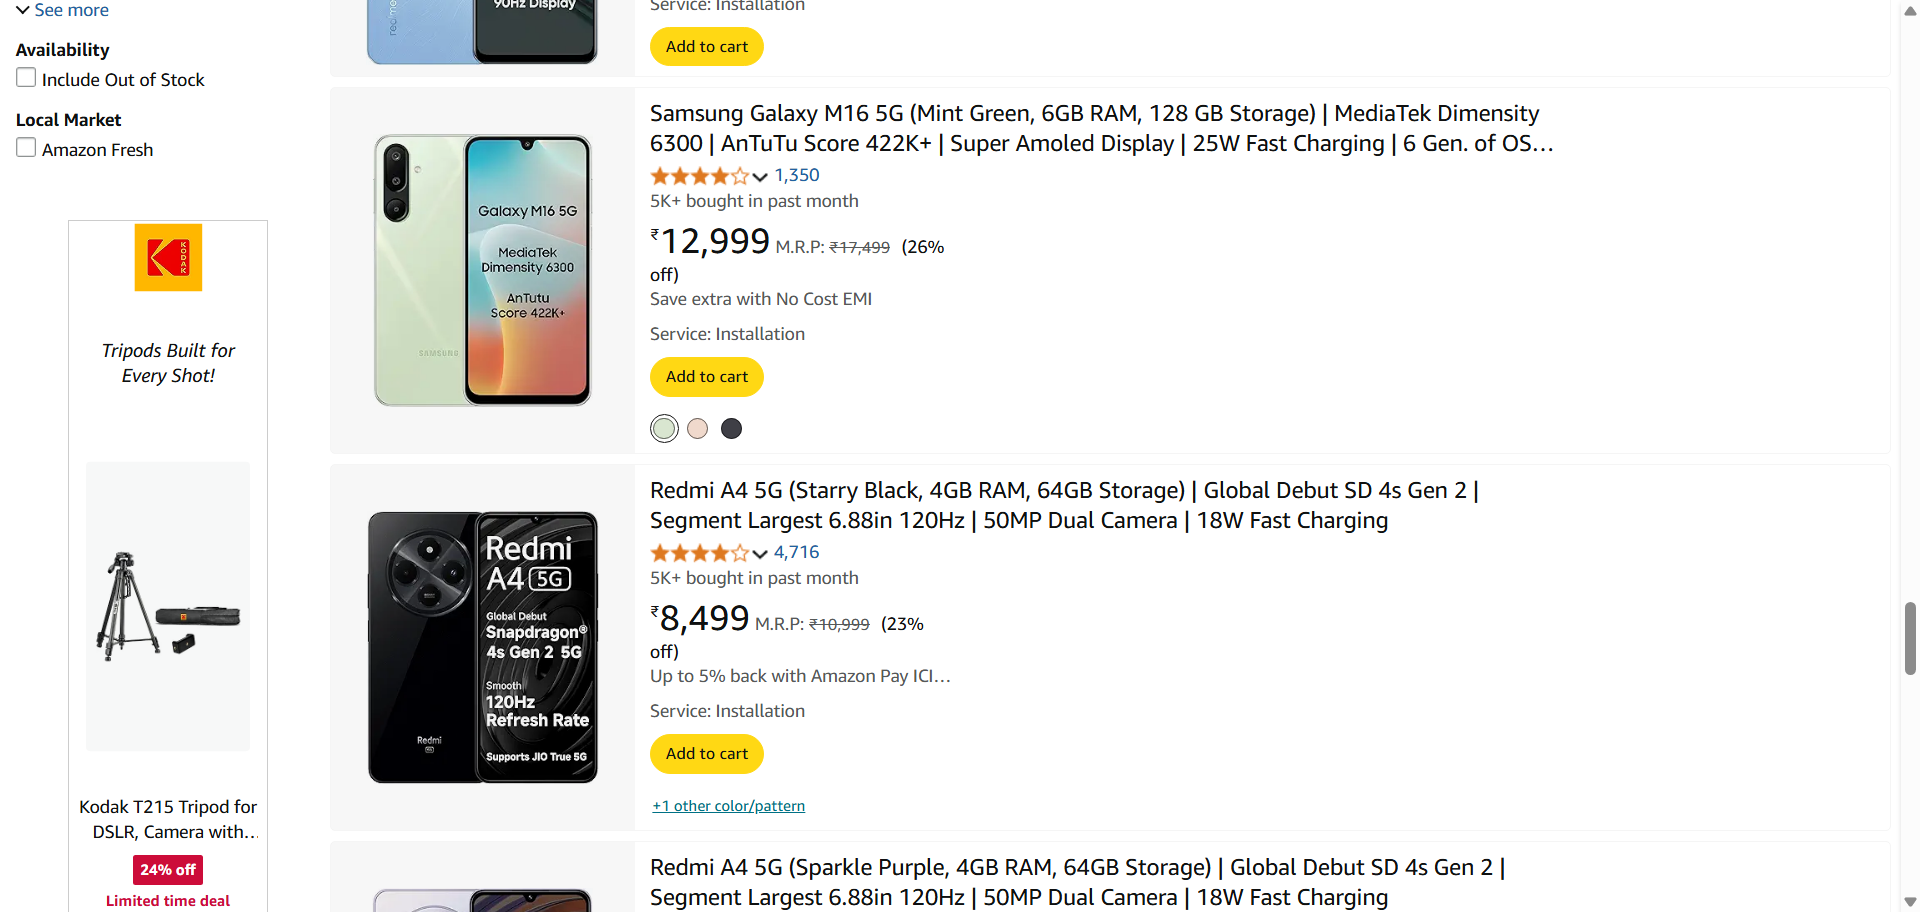 See more
Availability
Include Out of Stock
Local Market
Amazon Fresh
KODAK
Tripods Built for
Every Shot!
Kodak T215 Tripod for
DSLR, Camera with…
24% off
Limited time deal
redme
90Hz Display
Service: Installation
Add to cart
Galaxy M16 5G
MediaTek
Dimensity 6300
AnTutu
Score 422K+
SAMSUNG
Samsung Galaxy M16 5G (Mint Green, 6GB RAM, 128 GB Storage) | MediaTek Dimensity
6300 | AnTuTu Score 422K+ | Super Amoled Display | 25W Fast Charging | 6 Gen. of OS…
1,350
5K+ bought in past month
₹12,999 M.R.P: ₹17,499 (26%
off)
Save extra with No Cost EMI
Service: Installation
Add to cart
Redmi
A4 5G
Global Debut
Snapdragon®
4s Gen 2 5G
Smooth
120Hz
Refresh Rate
Supports JIO True 5G
Redmi
5G
Redmi A4 5G (Starry Black, 4GB RAM, 64GB Storage) | Global Debut SD 4s Gen 2 |
Segment Largest 6.88in 120Hz | 50MP Dual Camera | 18W Fast Charging
4,716
5K+ bought in past month
₹8,499 M.R.P: ₹10,999 (23%
off)
Up to 5% back with Amazon Pay ICI…
Service: Installation
Add to cart
+1 other color/pattern
Redmi A4 5G (Sparkle Purple, 4GB RAM, 64GB Storage) | Global Debut SD 4s Gen 2 |
Segment Largest 6.88in 120Hz | 50MP Dual Camera | 18W Fast Charging